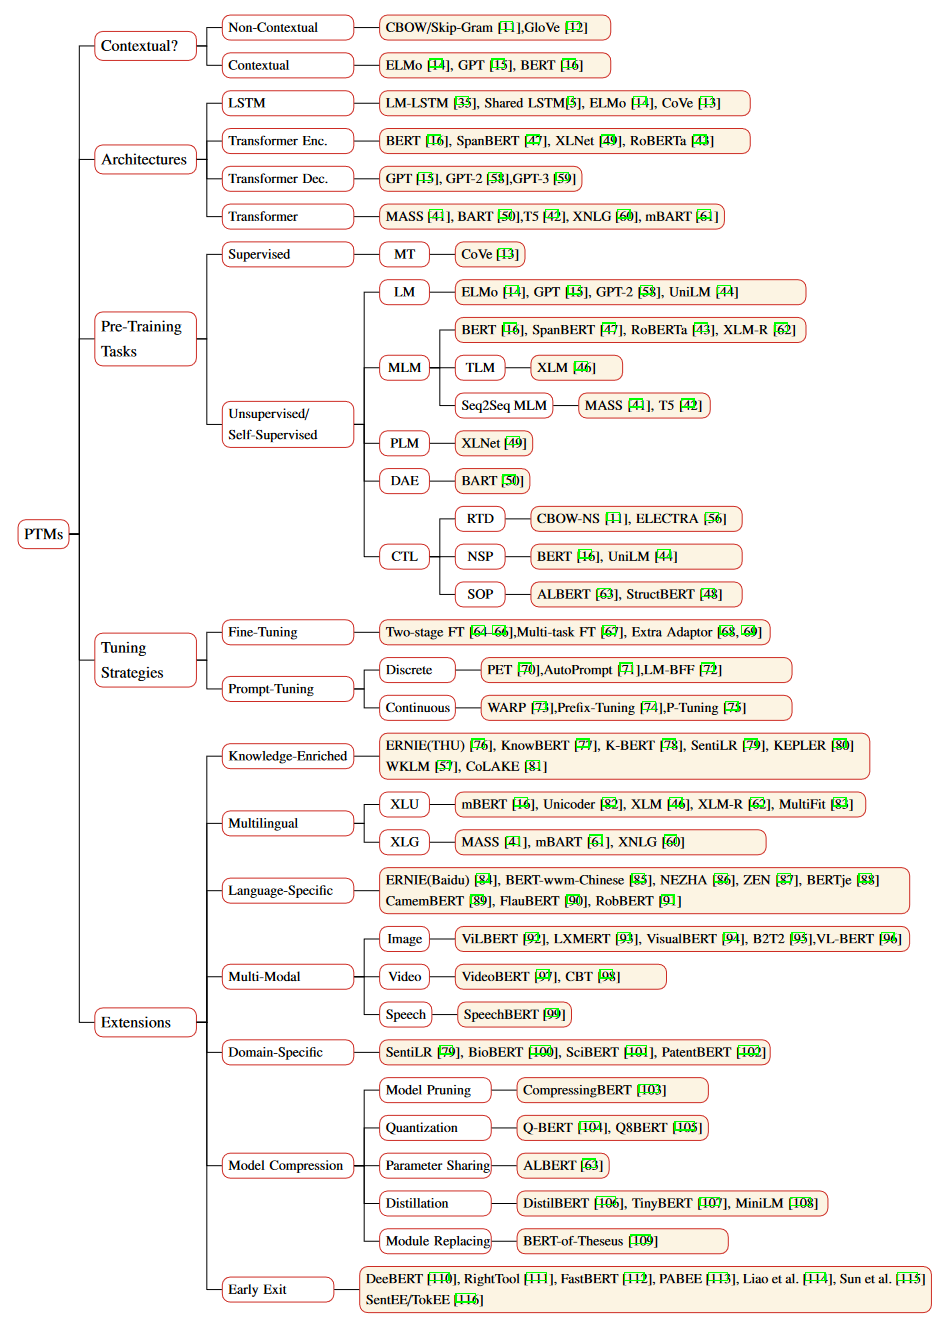 Non-Contextual
CBOW/Skip-Gram [11],GloVe [12]
Contextual?
Contextual
ELMo [14], GPT [15], BERT [16]
LSTM
LM-LSTM [35], Shared LSTM[5], ELMo [14], CoVe [13]
Transformer Enc.
BERT [16], SpanBERT [47], XLNet [49], RoBERTa [43]
Architectures
Transformer Dec.
GPT [15], GPT-2 [58],GPT-3 [59]
Transformer
MASS [41], BART [50],T5 [42], XNLG [60], mBART [61]
Supervised
MT
CoVe [13]
LM
ELMo [14], GPT [15], GPT-2 [58], UniLM [44]
Pre-Training
Tasks
BERT [16], SpanBERT [47], RoBERTa [43], XLM-R [62]
MLM
TLM
XLM [46]
Seq2Seq MLM
MASS [41], T5 [42]
Unsupervised/
Self-Supervised
PLM
XLNet [49]
DAE
BART [50]
PTMs
RTD
CBOW-NS [11], ELECTRA [56]
CTL
NSP
BERT [16], UniLM [44]
SOP
ALBERT [63], StructBERT [48]
Fine-Tuning
Two-stage FT [64–66],Multi-task FT [67], Extra Adaptor [68, 69]
Tuning
Strategies
Discrete
PET [70],AutoPrompt [71],LM-BFF [72]
Prompt-Tuning
Continuous
WARP [73],Prefix-Tuning [74],P-Tuning [75]
Knowledge-Enriched
ERNIE(THU) [76], KnowBERT [77], K-BERT [78], SentiLR [79], KEPLER [80]
WKLM [57], CoLAKE [81]
XLU
mBERT [16], Unicoder [82], XLM [46], XLM-R [62], MultiFit [83]
Multilingual
XLG
MASS [41], mBART [61], XNLG [60]
Language-Specific
ERNIE(Baidu) [84], BERT-wwm-Chinese [85], NEZHA [86], ZEN [87], BERTje [88]
CamemBERT [89], FlauBERT [90], RobBERT [91]
Image
ViLBERT [92], LXMERT [93], VisualBERT [94], B2T2 [95],VL-BERT [96]
Multi-Modal
Video
VideoBERT [97], CBT [98]
Speech
SpeechBERT [99]
Extensions
Domain-Specific
SentiLR [79], BioBERT [100], SciBERT [101], PatentBERT [102]
Model Pruning
CompressingBERT [103]
Quantization
Q-BERT [104], Q8BERT [105]
Model Compression
Parameter Sharing
ALBERT [63]
Distillation
DistilBERT [106], TinyBERT [107], MiniLM [108]
Module Replacing
BERT-of-Theseus [109]
Early Exit
DeeBERT [110], RightTool [111], FastBERT [112], PABEE [113], Liao et al. [114], Sun et al. [115]
SentEE/TokEE [116]